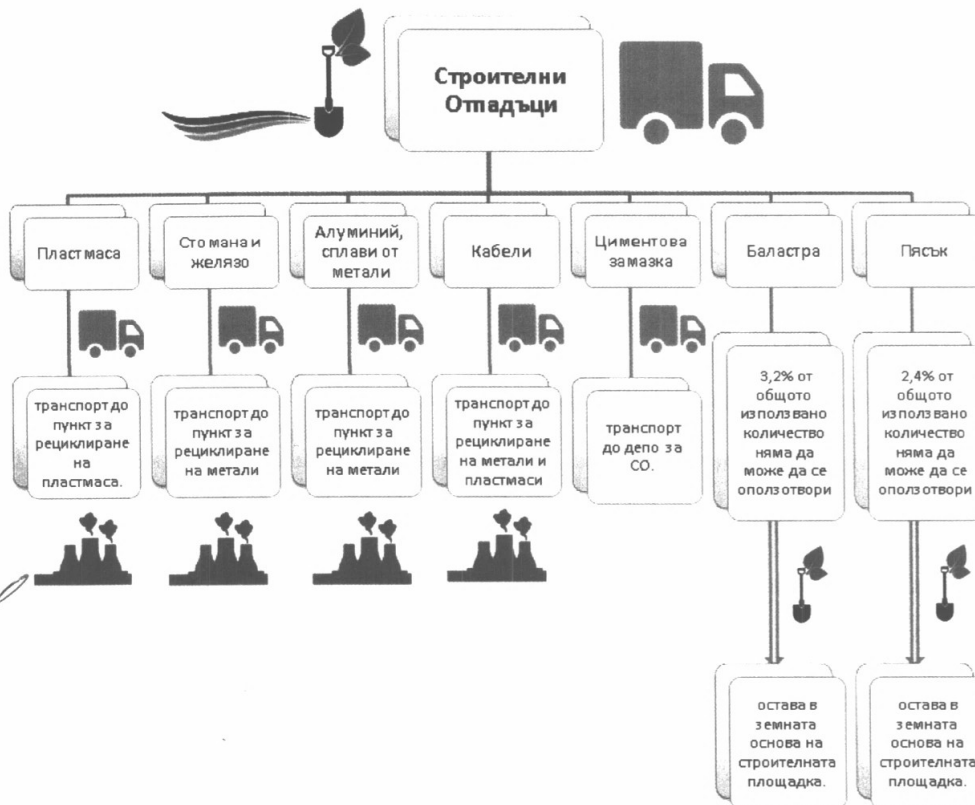 Строителни
Отпадъци
Пластмаса
Стомана и
желязо
Алуминий,
сплави от
метали
Кабели
Циментова
замазка
Баластра
Пясък
транспорт до
пункт за
рециклиране
на
пластмаса.
транспорт до
пункт за
рециклиране
на метали
транспорт до
пункт за
рециклиране
на метали
транспорт до
пункт за
рециклиране
на метали и
пластмаси
транспорт
до депо за
СО.
3,2% от
общото
използвано
количество
няма да
може да се
оползотвори
2,4% от
общото
използвано
количество
няма да
може да се
оползотвори
остава в
земната
основа на
строителната
площадка.
остава в
земната
основа на
строителната
площадка.